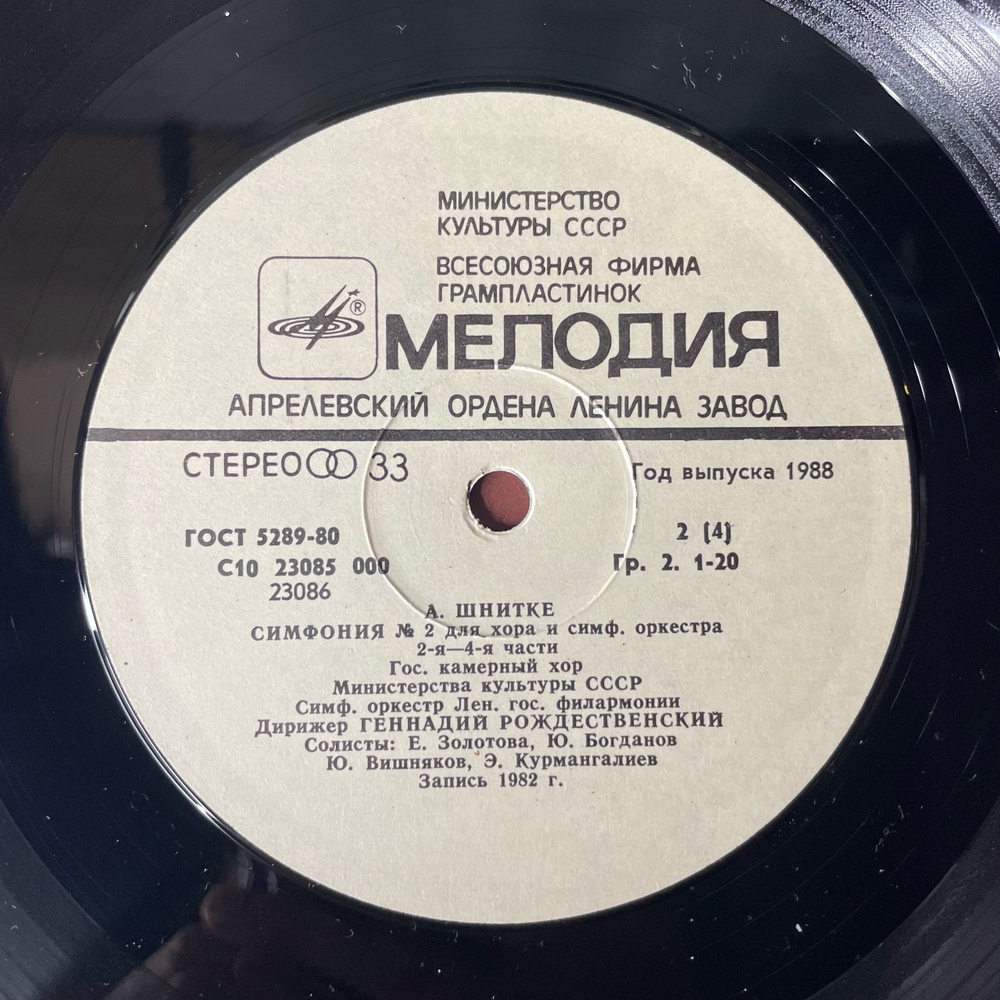 МИНИСТЕРСТВО
КУЛЬТУРЫ СССР
ВСЕСОЮЗНАЯ ФИРМА
ГРАМПЛАСТИНОК
®
МЕЛОДИЯ
АПРЕЛЕВСКИЙ ОРДЕНА ЛЕНИНА ЗАВОД
СТЕРЕО 33
Год выпуска 1988
ГОСТ 5289-80
2 (4)
С10 23085 000
Гр. 2. 1-20
23086
А. ШНИТКЕ
СИМФОНИЯ № 2 для хора и симф. оркестра
2-я—4-я части
Гос. камерный хор
Министерства культуры СССР
Симф. оркестр Лен. гос. филармонии
Дирижер ГЕННАДИЙ РОЖДЕСТВЕНСКИЙ
Солисты: Е. Золотова, Ю. Богданов
Ю. Вишняков, Э. Курмангалиев
Запись 1982 г.